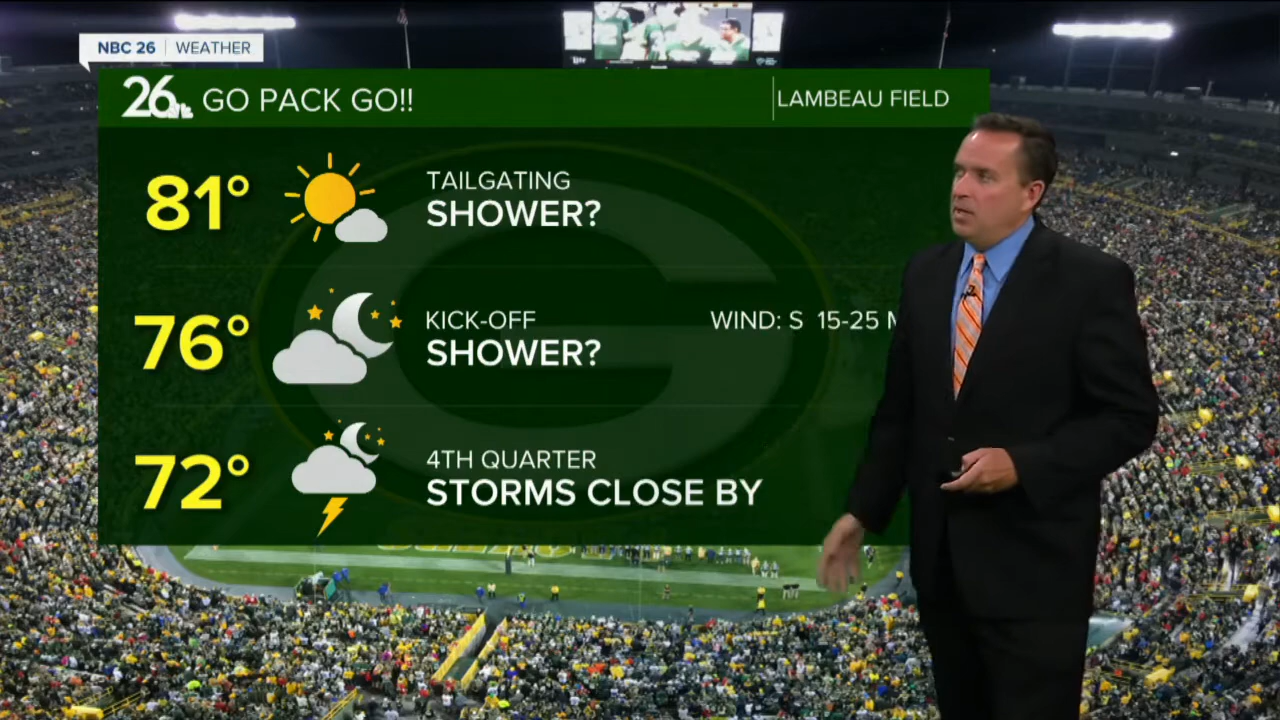 NBC 26 | WEATHER
26 GO PACK GO!!
LAMBEAU FIELD
81°
TAILGATING
SHOWER?
76°
KICK-OFF
SHOWER?
WIND: S 15-25 M
72°
4TH QUARTER
STORMS CLOSE BY